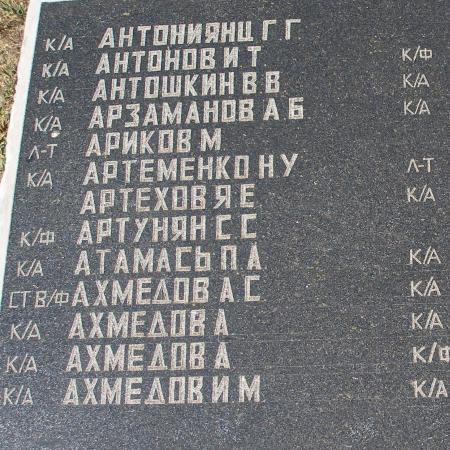 К/А АНТОНИЯНЦ Г Г
К/А АНТОНОВ И Т К/Ф
К/А АНТОШКИН В В К/А
К/А АРЗАМАНОВ А Б К/А
Л-Т АРИКОВ М
К/А АРТЕМЕНКО Н У Л-Т
АРТЕХОВ Я Е К/А
К/Ф АРТУНЯН С С
К/А АТАМАСЬ П А К/А
СТ В/Ф АХМЕДОВ А С К/А
К/А АХМЕДОВ А К/А
К/А АХМЕДОВ А К/Ф
К/А АХМЕДОВ И М К/А